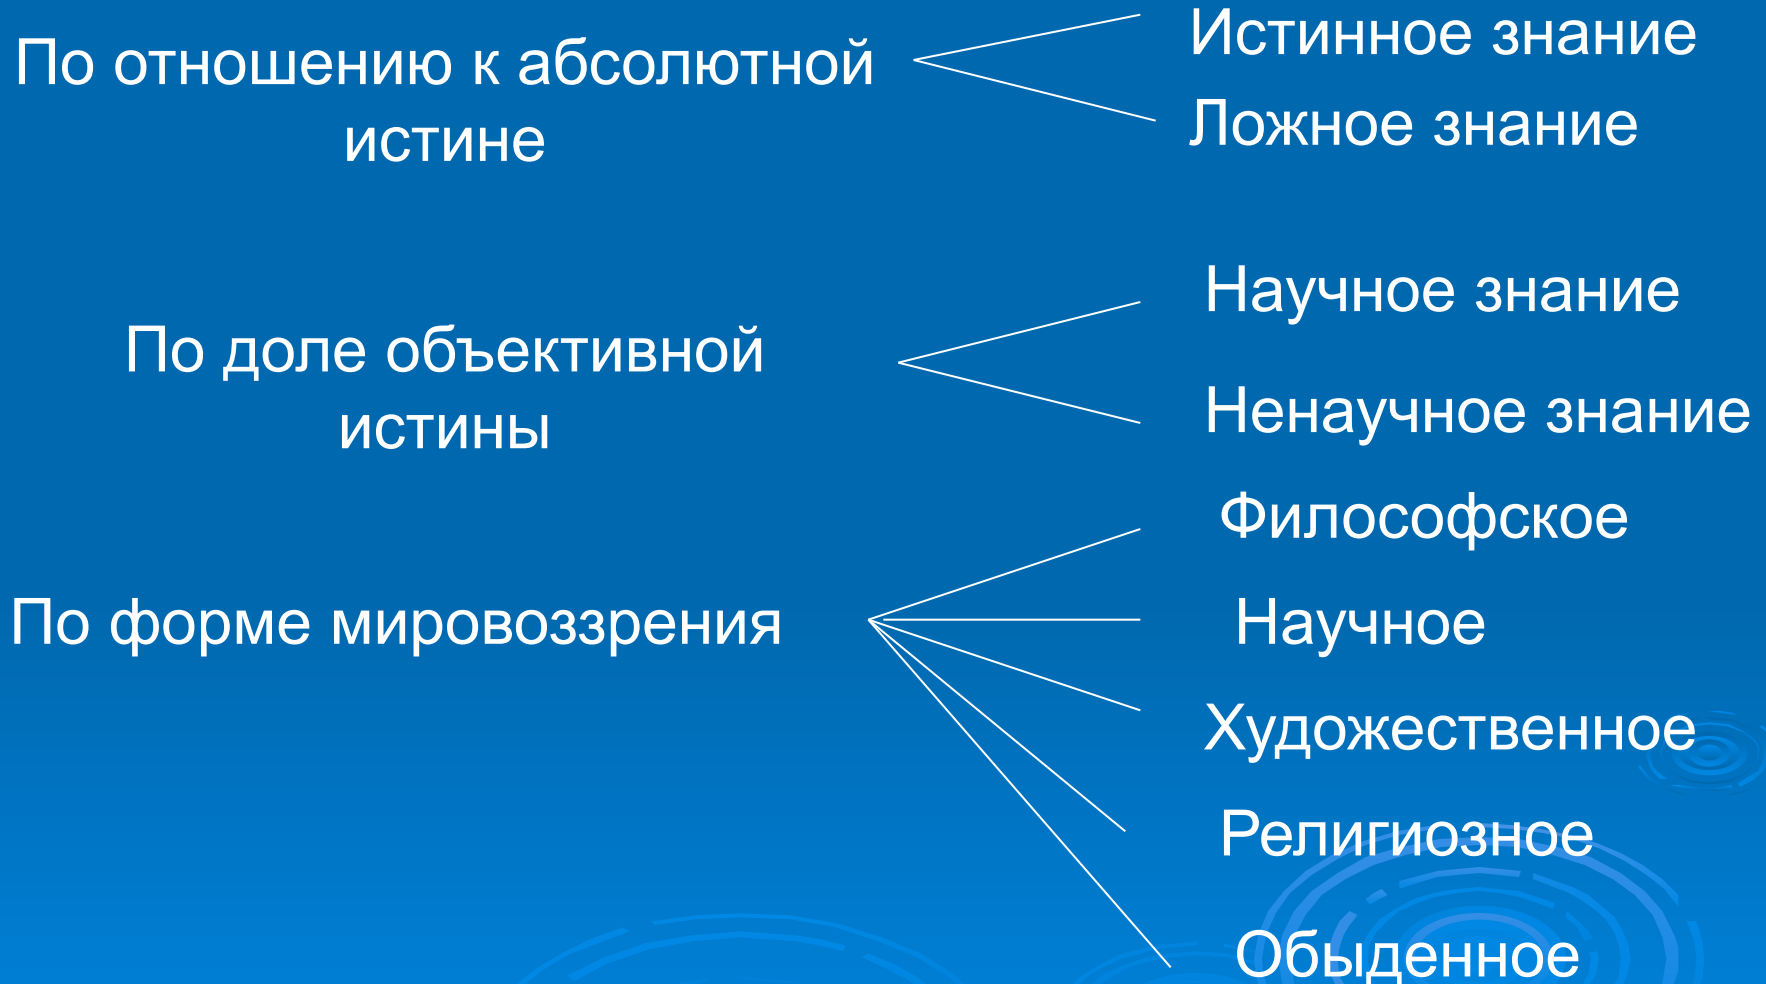 По отношению к абсолютной
истине
Истинное знание
Ложное знание
По доле объективной
истины
Научное знание
Ненаучное знание
По форме мировоззрения
Философское
Научное
Художественное
Религиозное
Обыденное